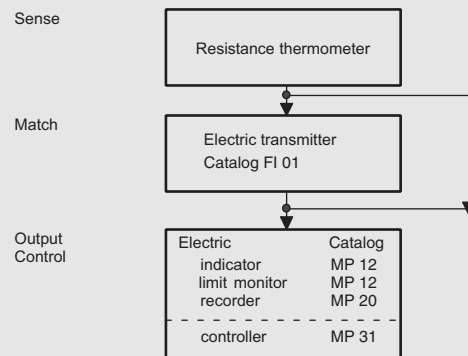 Sense
Resistance thermometer
Match
Electric transmitter
Catalog FI 01
Output
Control
Electric Catalog
indicator MP 12
limit monitor MP 12
recorder MP 20
controller MP 31